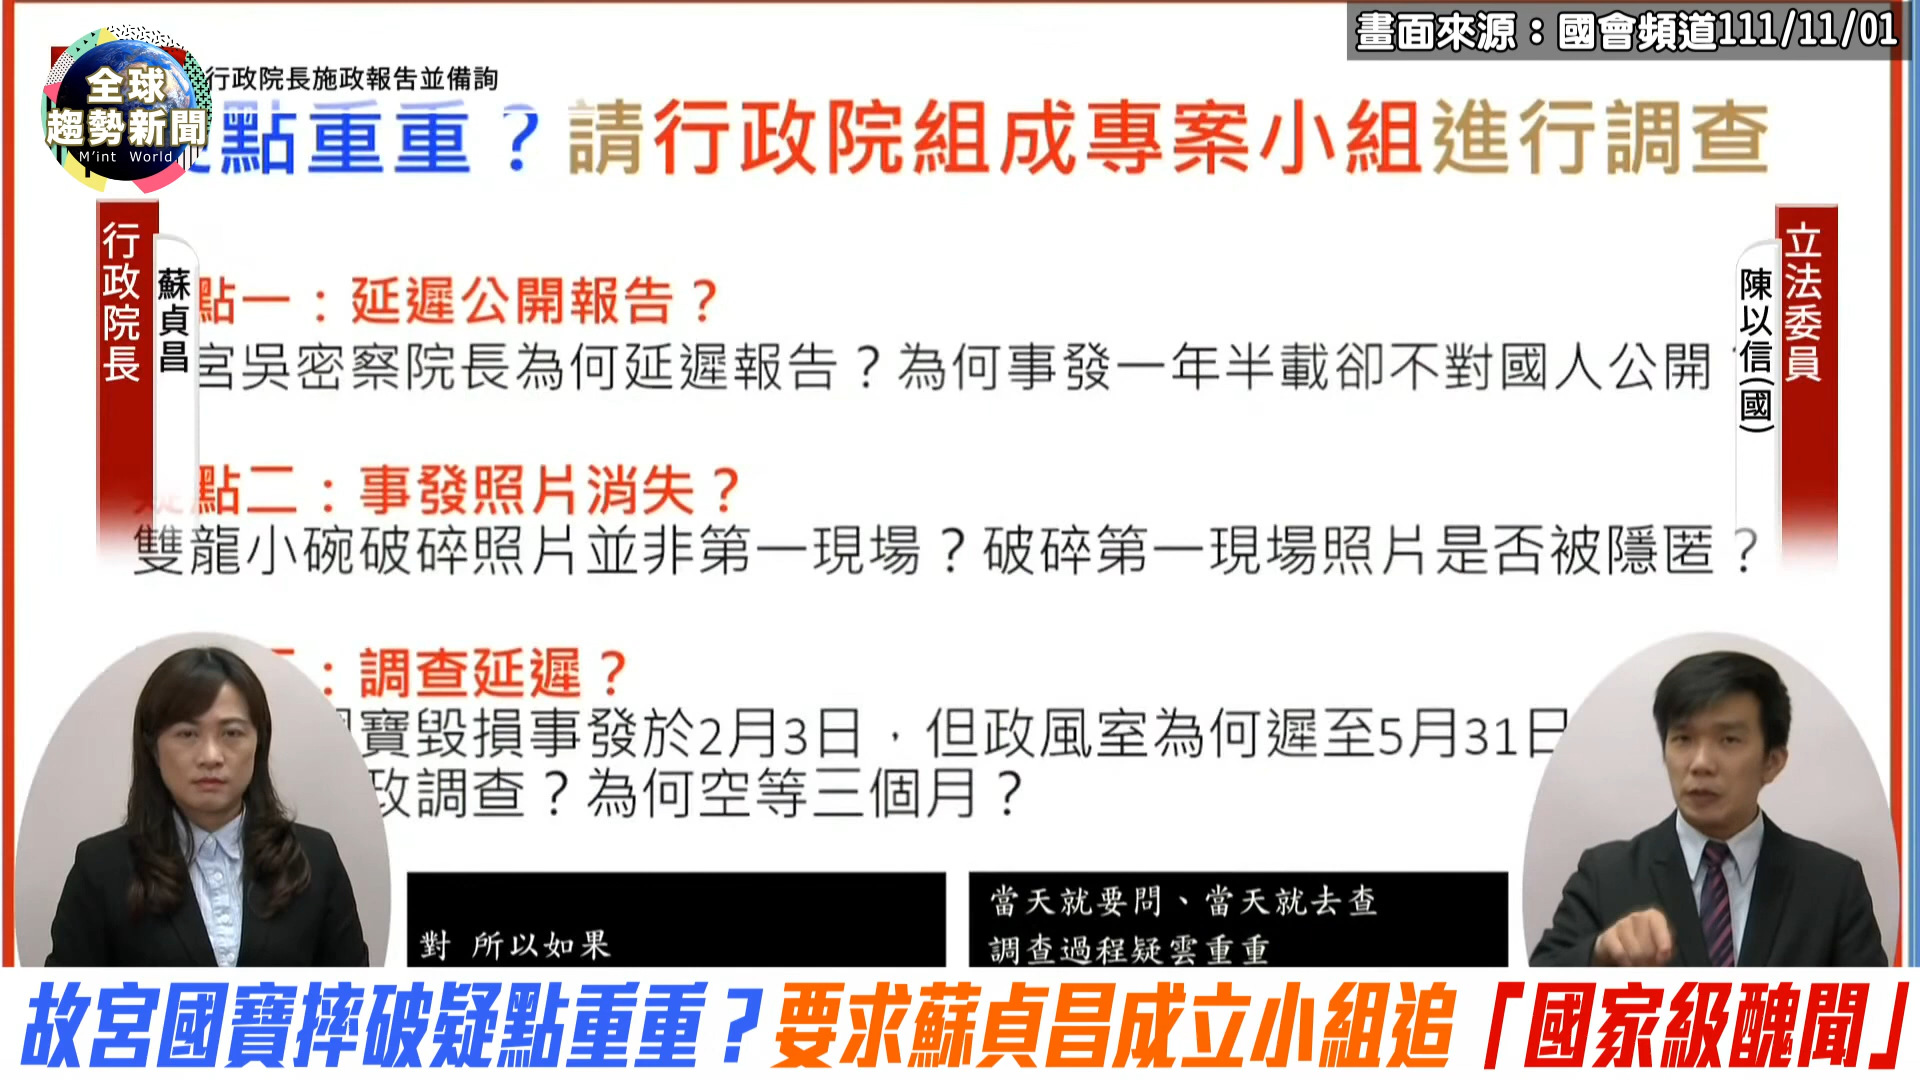 畫面來源：國會頻道111/11/01
全球
趨勢新聞
M'int World
行政院長施政報告並備詢
點重重？請行政院組成專案小組進行調查
行政院長
蘇貞昌
立法委員
陳以信(國)
點一：延遲公開報告？
宮吳密察院長為何延遲報告？為何事發一年半載卻不對國人公開
點二：事發照片消失？
雙龍小碗破碎照片並非第一現場？破碎第一現場照片是否被隱匿？
：調查延遲？
寶毀損事發於2月3日，但政風室為何遲至5月31日
政調查？為何空等三個月？
對 所以如果
當天就要問、當天就去查
調查過程疑雲重重
故宮國寶摔破疑點重重？要求蘇貞昌成立小組追「國家級醜聞」